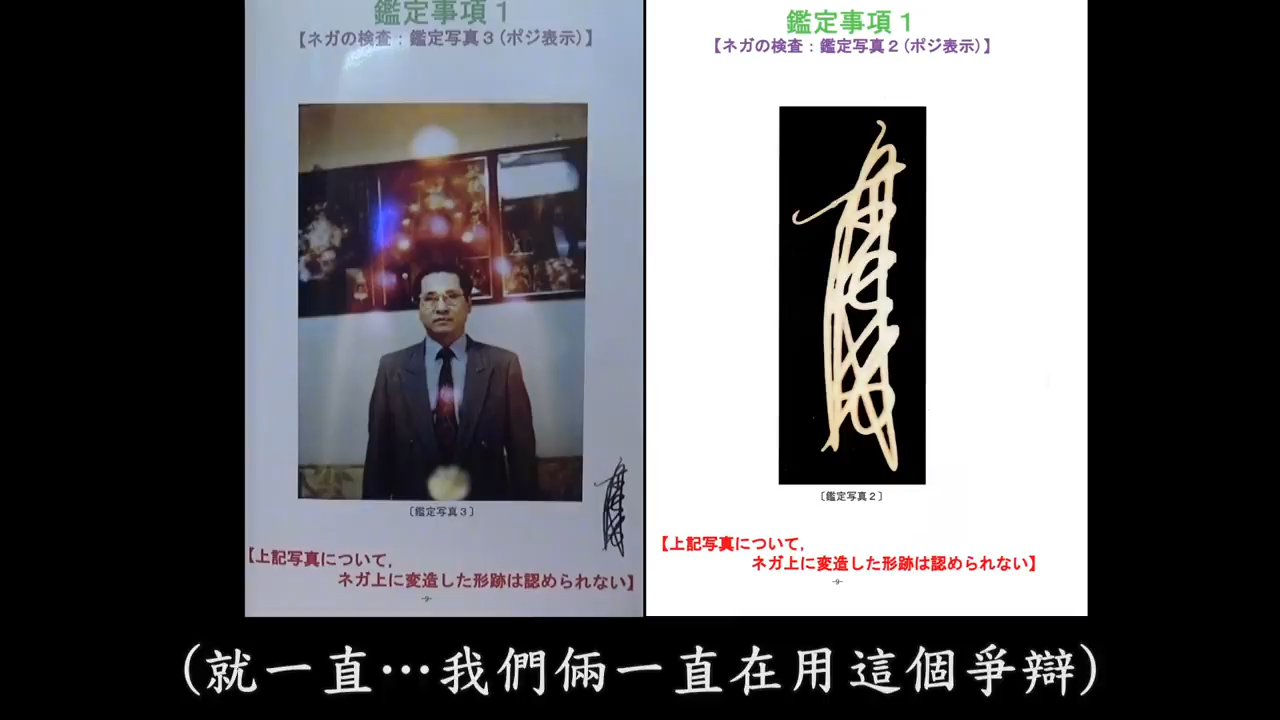 鑑定事項1
【ネガの検査:鑑定写真3(ポジ表示)】
〔鑑定写真3〕
【上記写真について,
ネガ上に変造した形跡は認められない】
-9-
鑑定事項1
【ネガの検査:鑑定写真2(ポジ表示)】
〔鑑定写真2〕
【上記写真について,
ネガ上に変造した形跡は認められない】
-9-
(就一直…我們倆一直在用這個爭辯)